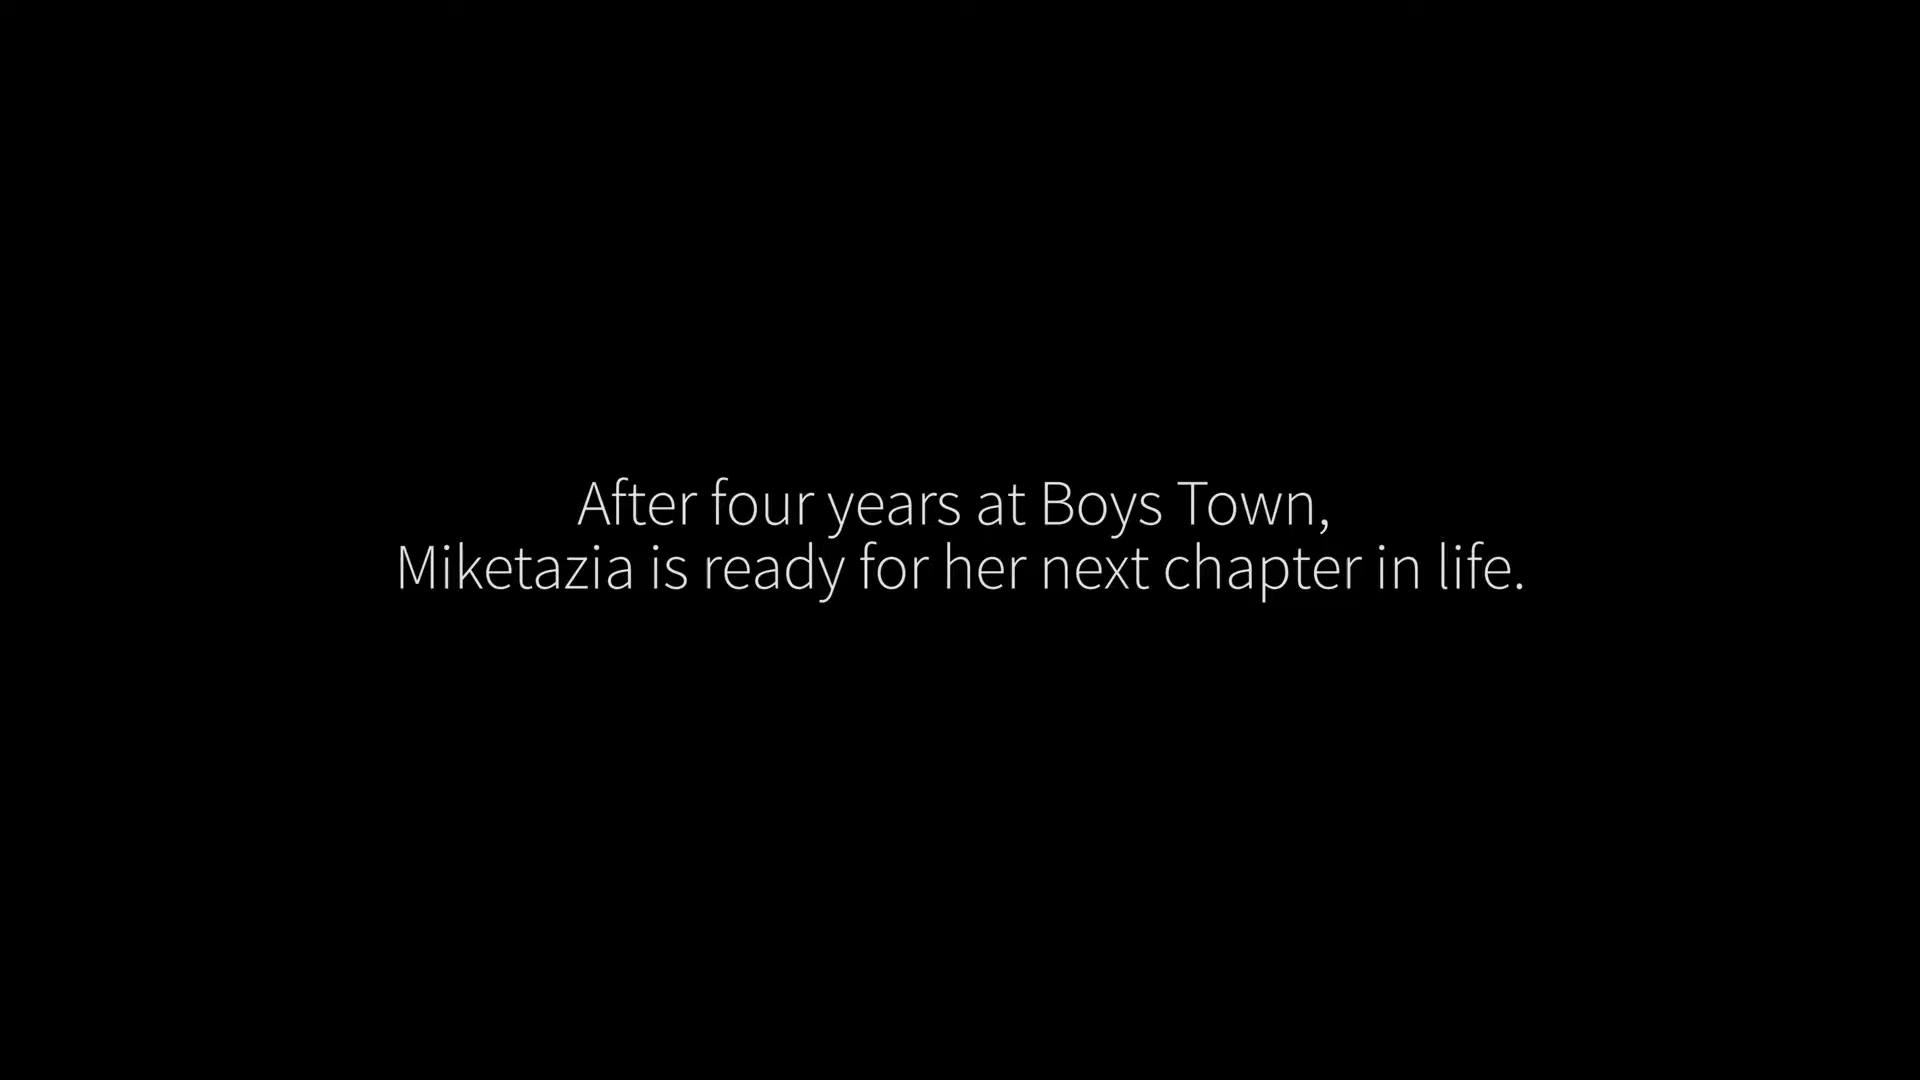 After four years at Boys Town,
Miketazia is ready for her next chapter in life.